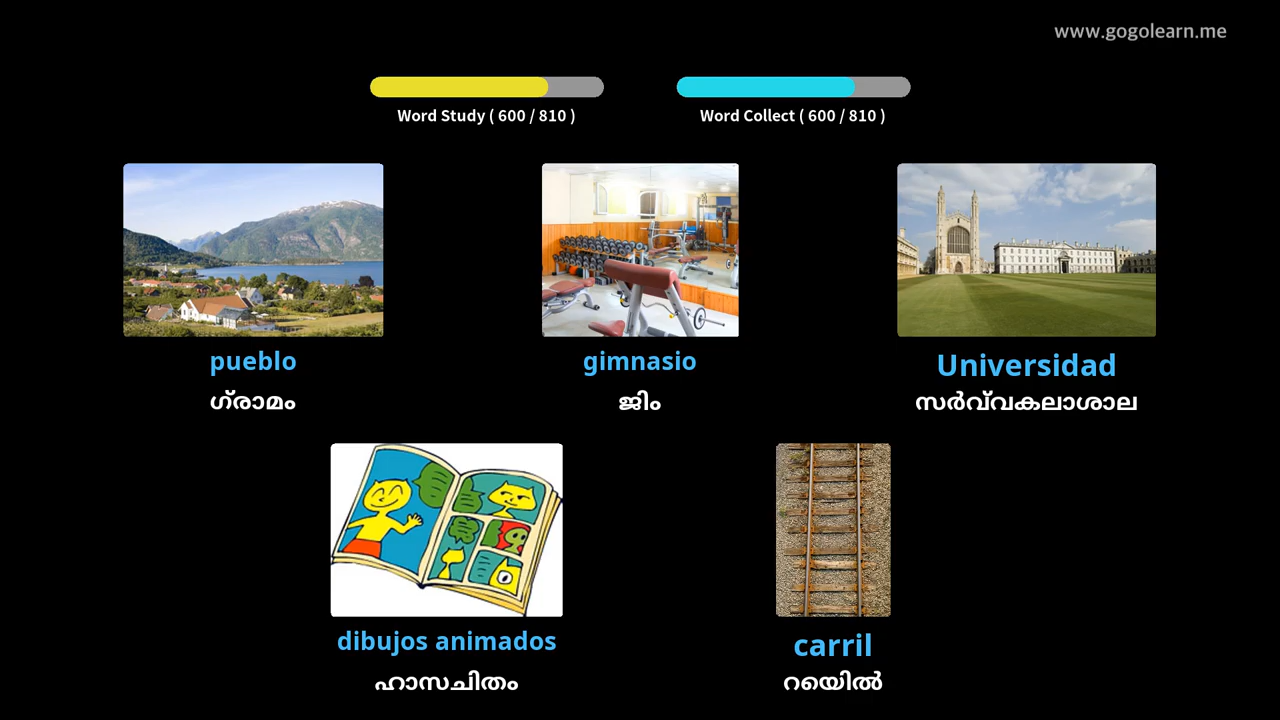 www.gogolearn.me
Word Study ( 600 / 810 )
Word Collect ( 600 / 810 )
pueblo
gimnasio
Universidad
ഗ്രാമം
ജിം
സർവ്വകലാശാല
dibujos animados
carril
ഹാസചിതം
റയിെൽ